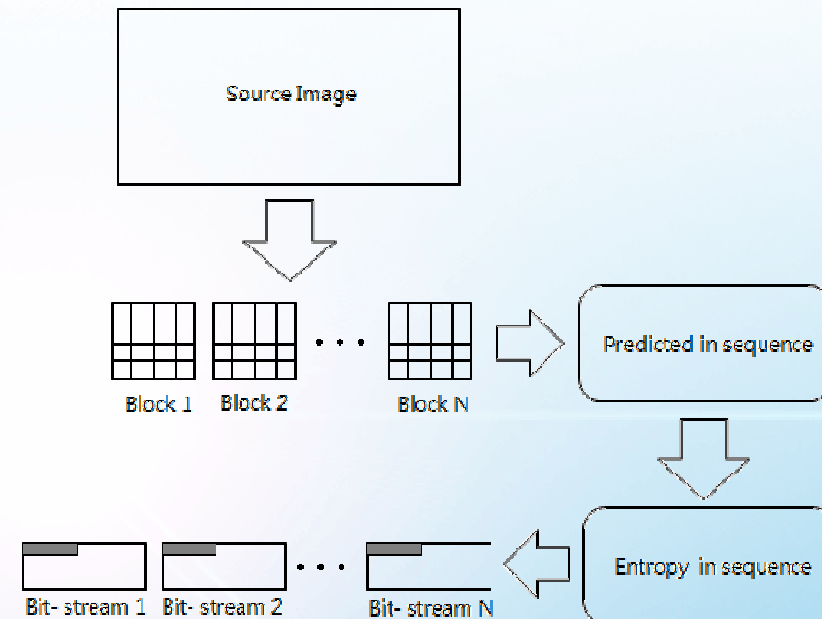 Source Image
Predicted in sequence
Block 1 Block 2 Block N
Entropy in sequence
Bit- stream 1 Bit- stream 2 Bit- stream N